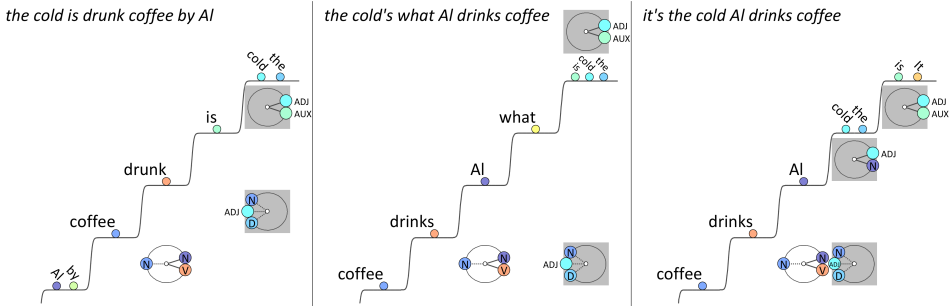 the cold is drunk coffee by Al
the cold
ADJ
AUX
is
drunk
N
ADJ
D
coffee
N
N
V
Al by
the cold's what Al drinks coffee
ADJ
AUX
is cold the
what
Al
drinks
N
N
V
N
ADJ
D
coffee
it's the cold Al drinks coffee
is It
ADJ
AUX
cold the
ADJ
N
Al
drinks
N
N
V
N
ADJ
D
coffee